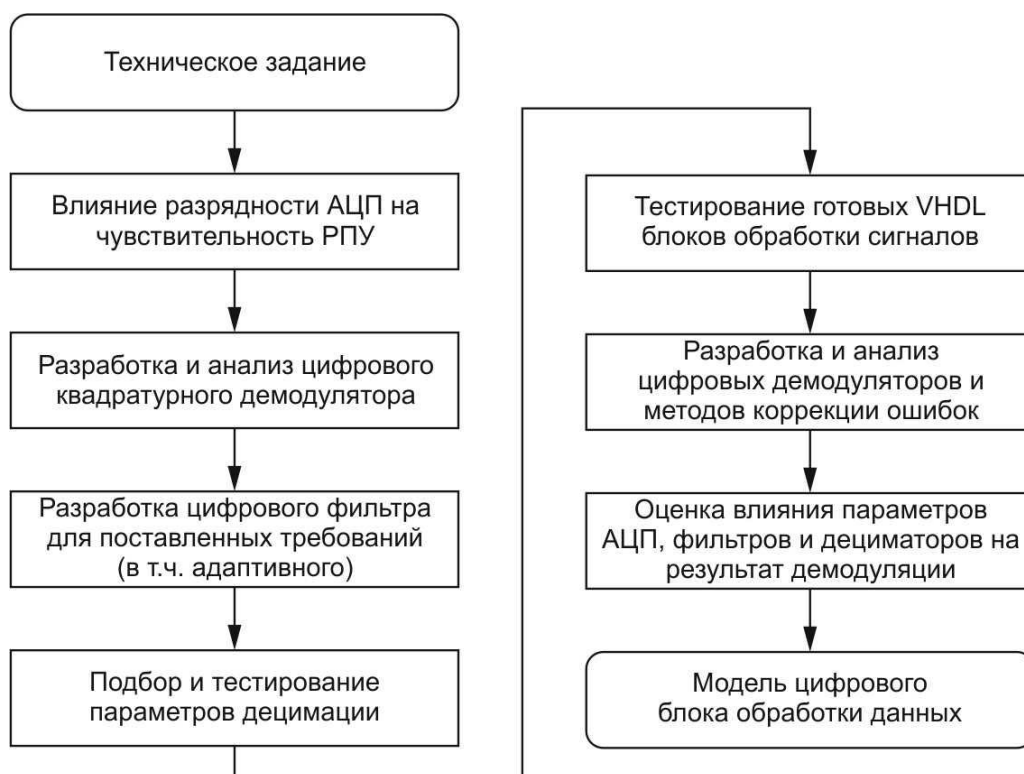 Техническое задание
Влияние разрядности АЦП на
чувствительность РПУ
Разработка и анализ цифрового
квадратурного демодулятора
Разработка цифрового фильтра
для поставленных требований
(в т.ч. адаптивного)
Подбор и тестирование
параметров децимации
Тестирование готовых VHDL
блоков обработки сигналов
Разработка и анализ
цифровых демодуляторов и
методов коррекции ошибок
Оценка влияния параметров
АЦП, фильтров и дециматоров на
результат демодуляции
Модель цифрового
блока обработки данных